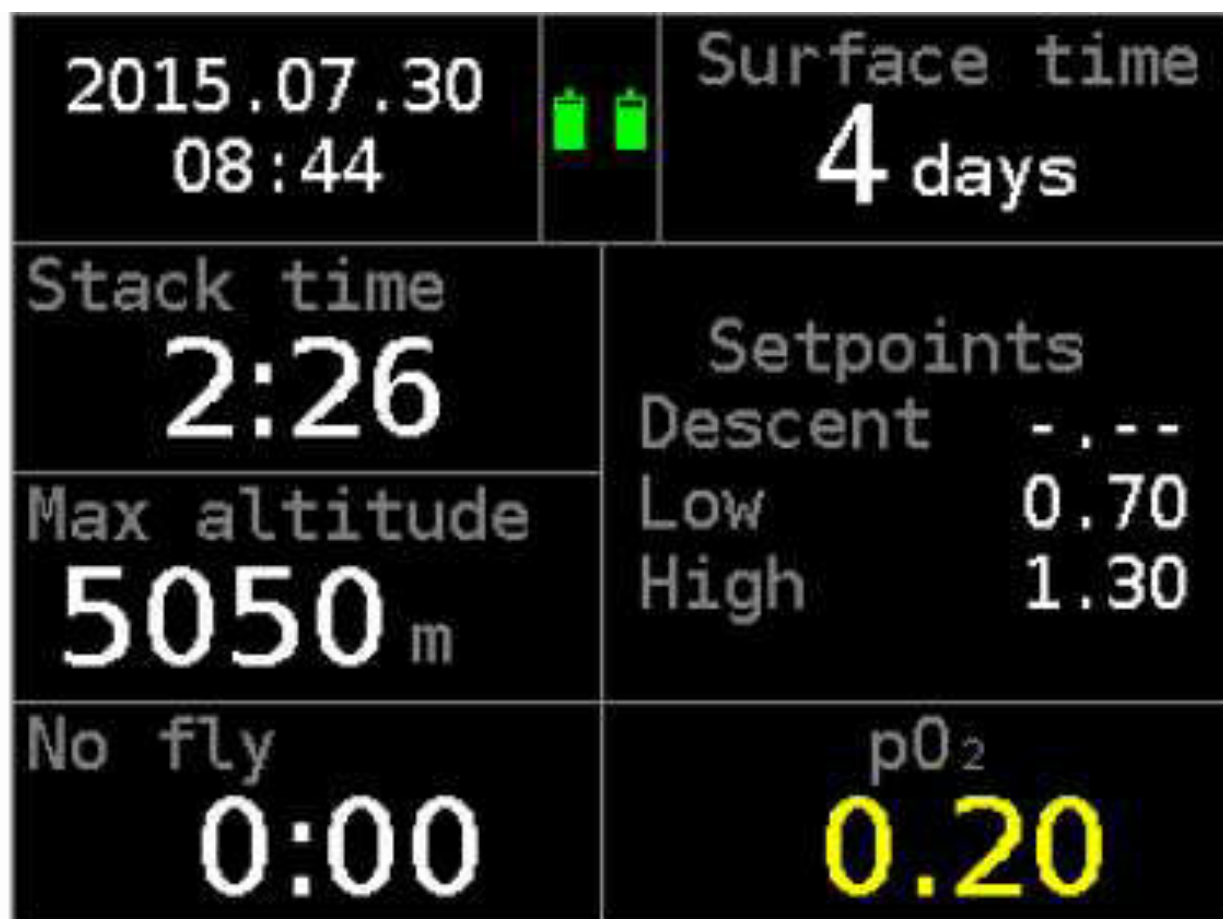 2015.07.30
08:44
Surface time
4 days
Stack time
2:26
Max altitude
5050 m
No fly
0:00
Setpoints
Descent -.--
Low 0.70
High 1.30
pO₂
0.20